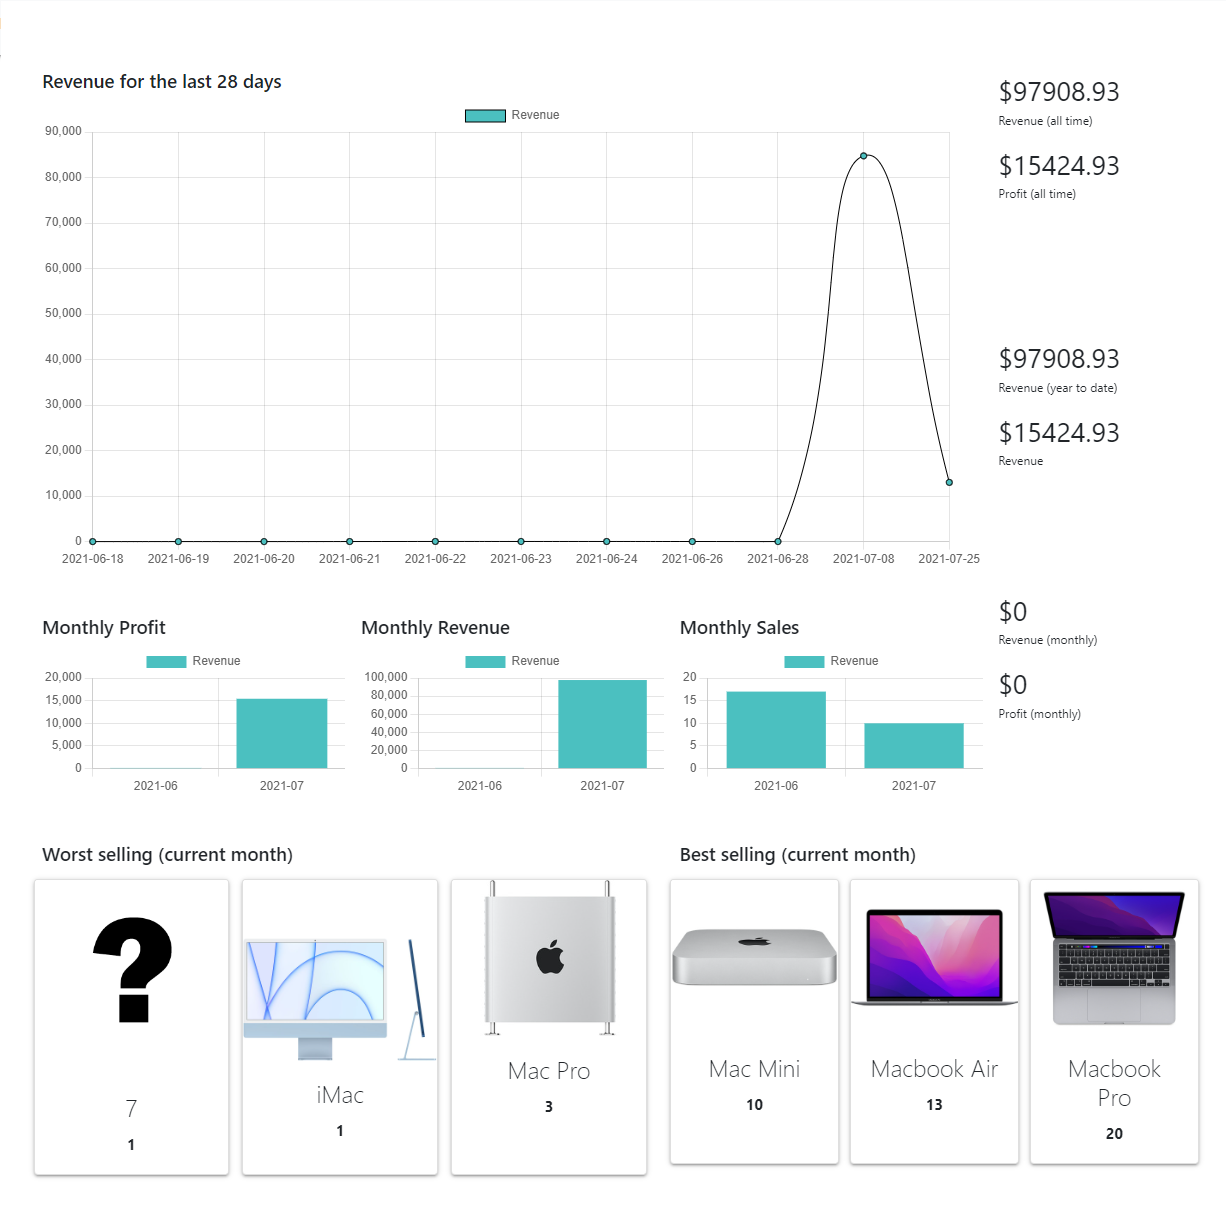 Revenue for the last 28 days
Revenue
90,000
80,000
70,000
60,000
50,000
40,000
30,000
20,000
10,000
0
2021-06-18 2021-06-19 2021-06-20 2021-06-21 2021-06-22 2021-06-23 2021-06-24 2021-06-26 2021-06-28 2021-07-08 2021-07-25
$97908.93
Revenue (all time)
$15424.93
Profit (all time)
$97908.93
Revenue (year to date)
$15424.93
Revenue
$0
Revenue (monthly)
$0
Profit (monthly)
Monthly Profit
Revenue
20,000
15,000
10,000
5,000
0
2021-06 2021-07
Monthly Revenue
Revenue
100,000
80,000
60,000
40,000
20,000
0
2021-06 2021-07
Monthly Sales
Revenue
20
15
10
5
0
2021-06 2021-07
Worst selling (current month)
?
7
1
iMac
1
Mac Pro
3
Best selling (current month)
Mac Mini
10
Macbook Air
13
Macbook
Pro
20